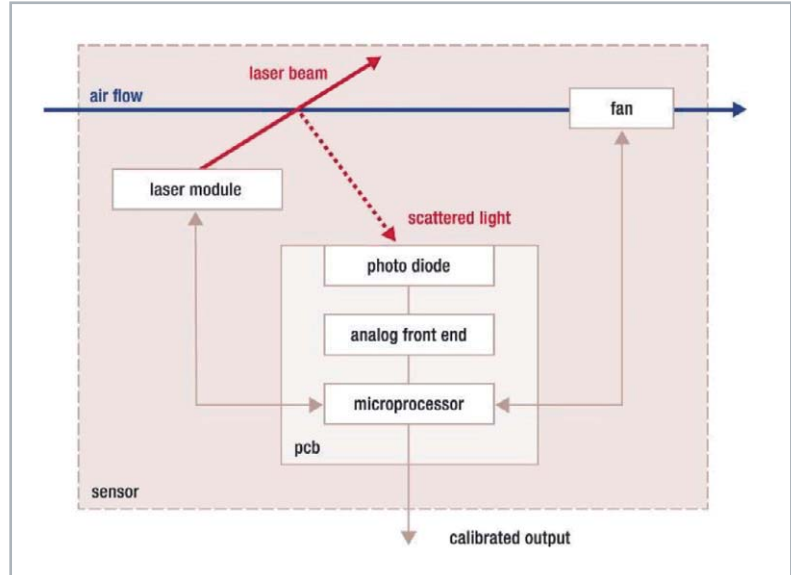 laser beam
air flow
fan
laser module
scattered light
photo diode
analog front end
microprocessor
pcb
sensor
calibrated output